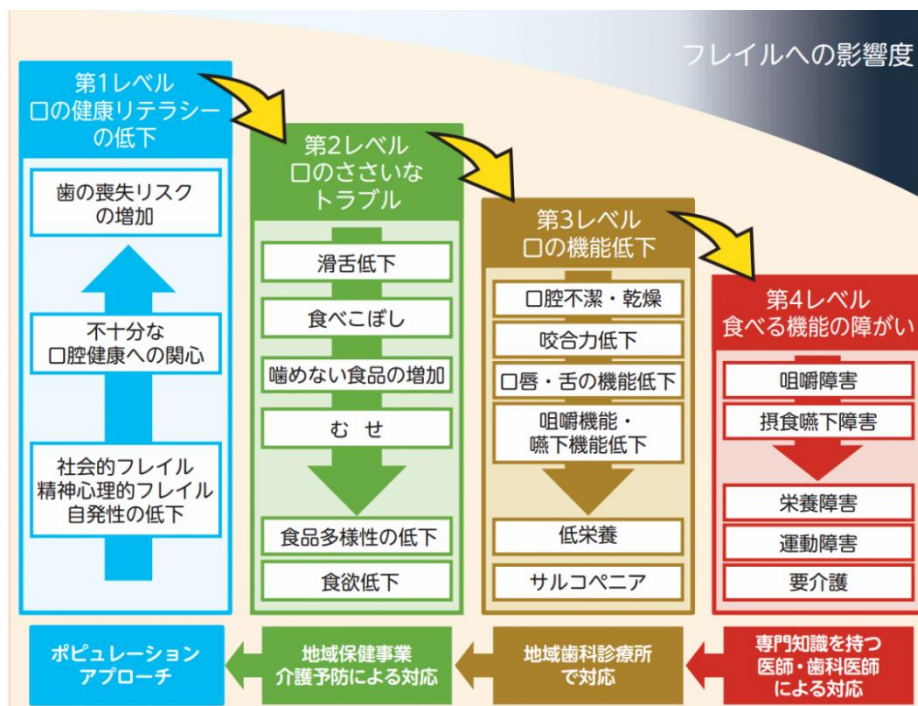 フレイルへの影響度
第1レベル
口の健康リテラシー
の低下
歯の喪失リスク
の増加
不十分な
口腔健康への関心
社会的フレイル
精神心理的フレイル
自発性の低下
ポピュレーション
アプローチ
第2レベル
口のささいな
トラブル
滑舌低下
食べこぼし
噛めない食品の増加
むせ
食品多様性の低下
食欲低下
地域保健事業
介護予防による対応
第3レベル
口の機能低下
口腔不潔・乾燥
咬合力低下
口唇・舌の機能低下
咀嚼機能・
嚥下機能低下
低栄養
サルコペニア
地域歯科診療所
で対応
第4レベル
食べる機能の障がい
咀嚼障害
摂食嚥下障害
栄養障害
運動障害
要介護
専門知識を持つ
医師・歯科医師
による対応